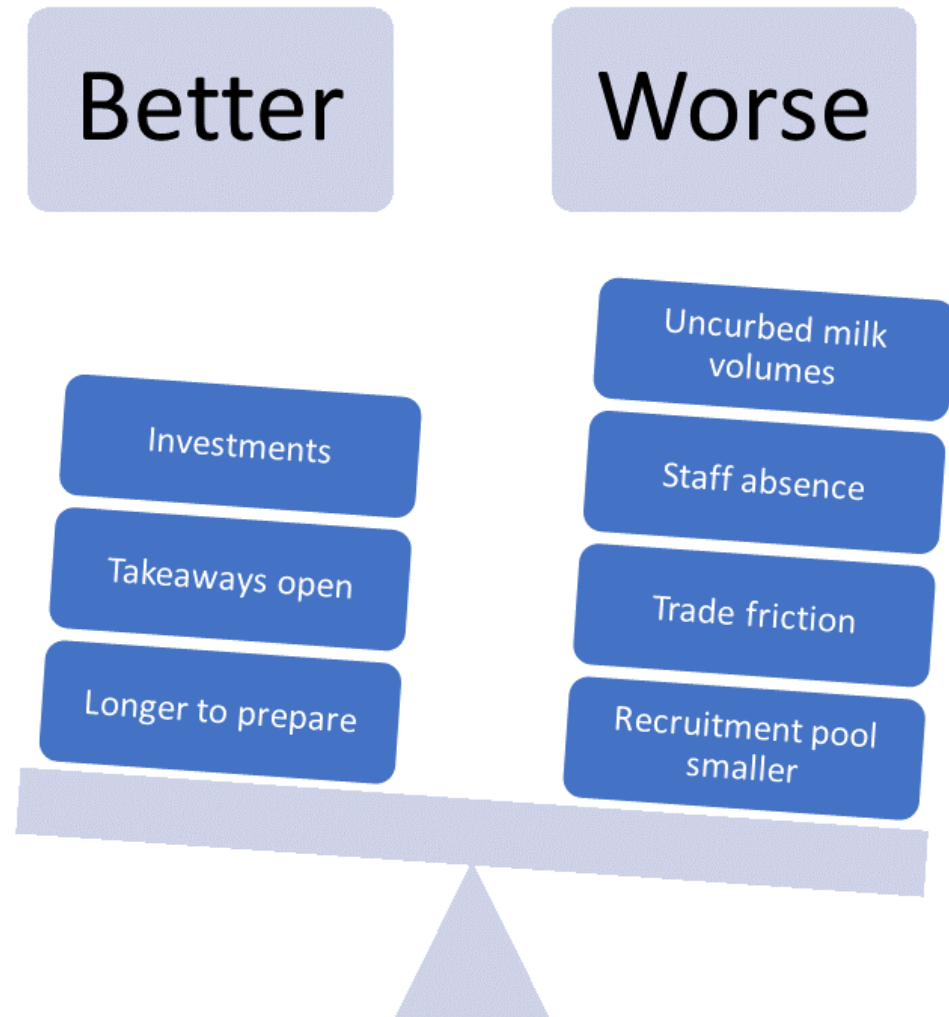 Better
Worse
Investments
Takeaways open
Longer to prepare
Uncurbed milk
volumes
Staff absence
Trade friction
Recruitment pool
smaller